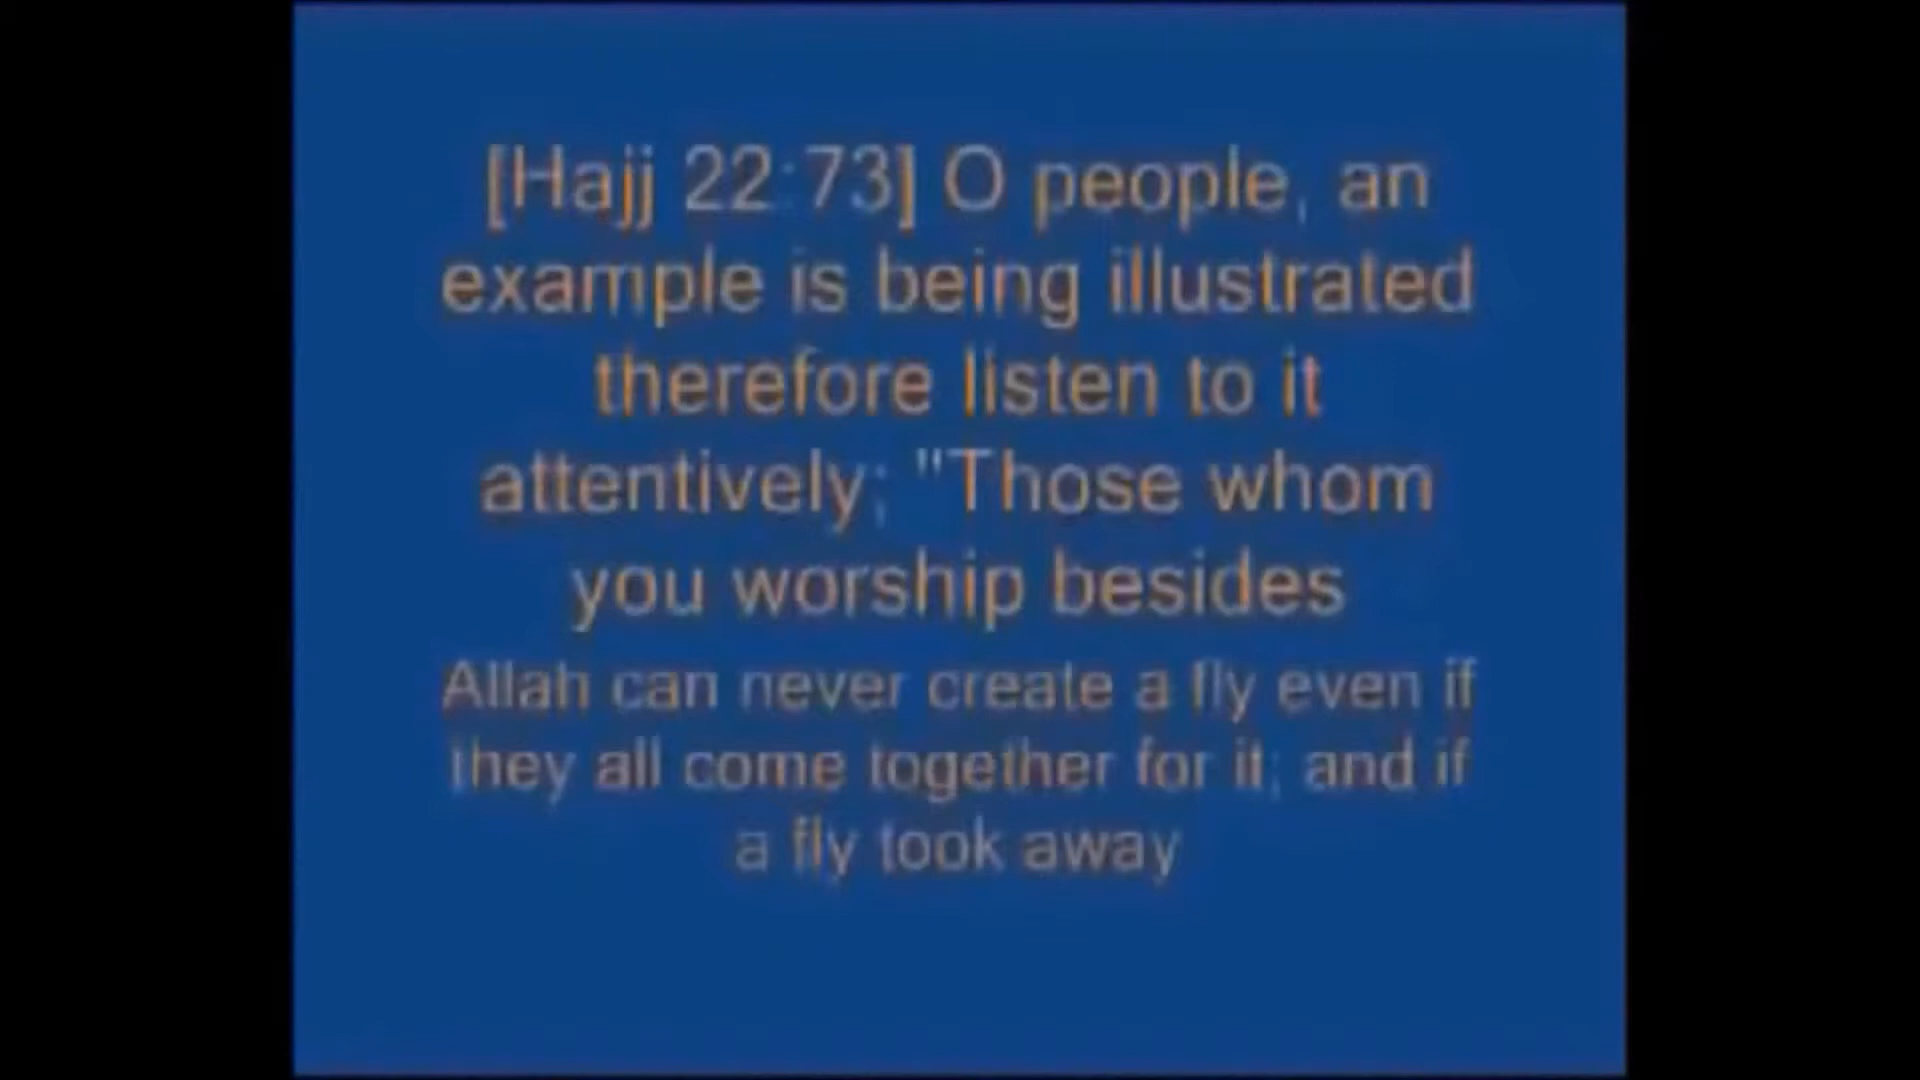 [Hajj 22:73] O people, an
example is being illustrated
therefore listen to it
attentively; "Those whom
you worship besides
Allah can never create a fly even if
they all come together for it; and if
a fly took away